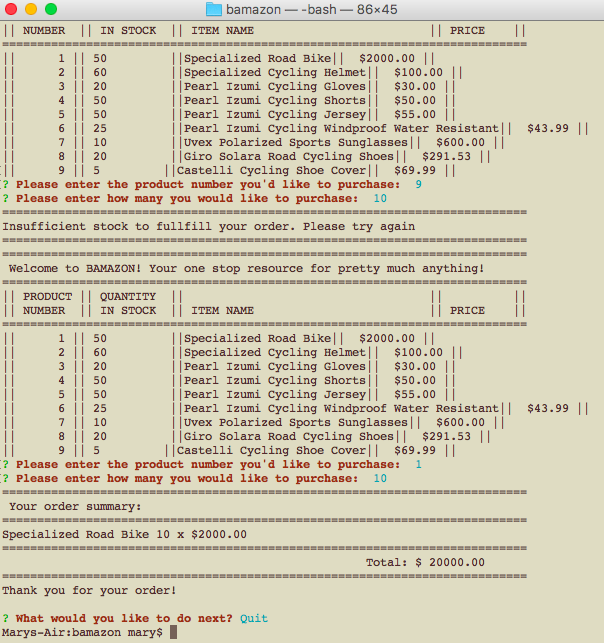 bamazon — -bash — 86×45
|| NUMBER || IN STOCK || ITEM NAME || PRICE ||
===========================================================================
|| 1 || 50 ||Specialized Road Bike|| $2000.00 ||
|| 2 || 60 ||Specialized Cycling Helmet|| $100.00 ||
|| 3 || 20 ||Pearl Izumi Cycling Gloves|| $30.00 ||
|| 4 || 50 ||Pearl Izumi Cycling Shorts|| $50.00 ||
|| 5 || 50 ||Pearl Izumi Cycling Jersey|| $55.00 ||
|| 6 || 25 ||Pearl Izumi Cycling Windproof Water Resistant|| $43.99 ||
|| 7 || 10 ||Uvex Polarized Sports Sunglasses|| $600.00 ||
|| 8 || 20 ||Giro Solara Road Cycling Shoes|| $291.53 ||
[|| 9 || 5 ||Castelli Cycling Shoe Cover|| $69.99 ||
[? Please enter the product number you'd like to purchase: 9
? Please enter how many you would like to purchase: 10
===========================================================================
Insufficient stock to fullfill your order. Please try again
===========================================================================
===========================================================================
Welcome to BAMAZON! Your one stop resource for pretty much anything!
===========================================================================
|| PRODUCT || QUANTITY || || ||
|| NUMBER || IN STOCK || ITEM NAME || PRICE ||
===========================================================================
|| 1 || 50 ||Specialized Road Bike|| $2000.00 ||
|| 2 || 60 ||Specialized Cycling Helmet|| $100.00 ||
|| 3 || 20 ||Pearl Izumi Cycling Gloves|| $30.00 ||
|| 4 || 50 ||Pearl Izumi Cycling Shorts|| $50.00 ||
|| 5 || 50 ||Pearl Izumi Cycling Jersey|| $55.00 ||
|| 6 || 25 ||Pearl Izumi Cycling Windproof Water Resistant|| $43.99 ||
|| 7 || 10 ||Uvex Polarized Sports Sunglasses|| $600.00 ||
|| 8 || 20 ||Giro Solara Road Cycling Shoes|| $291.53 ||
|| 9 || 5 ||Castelli Cycling Shoe Cover|| $69.99 ||
[? Please enter the product number you'd like to purchase: 1
[? Please enter how many you would like to purchase: 10
===========================================================================
Your order summary:
===========================================================================
Specialized Road Bike 10 x $2000.00
===========================================================================
Total: $ 20000.00
===========================================================================
Thank you for your order!
? What would you like to do next? Quit
Marys-Air:bamazon mary$